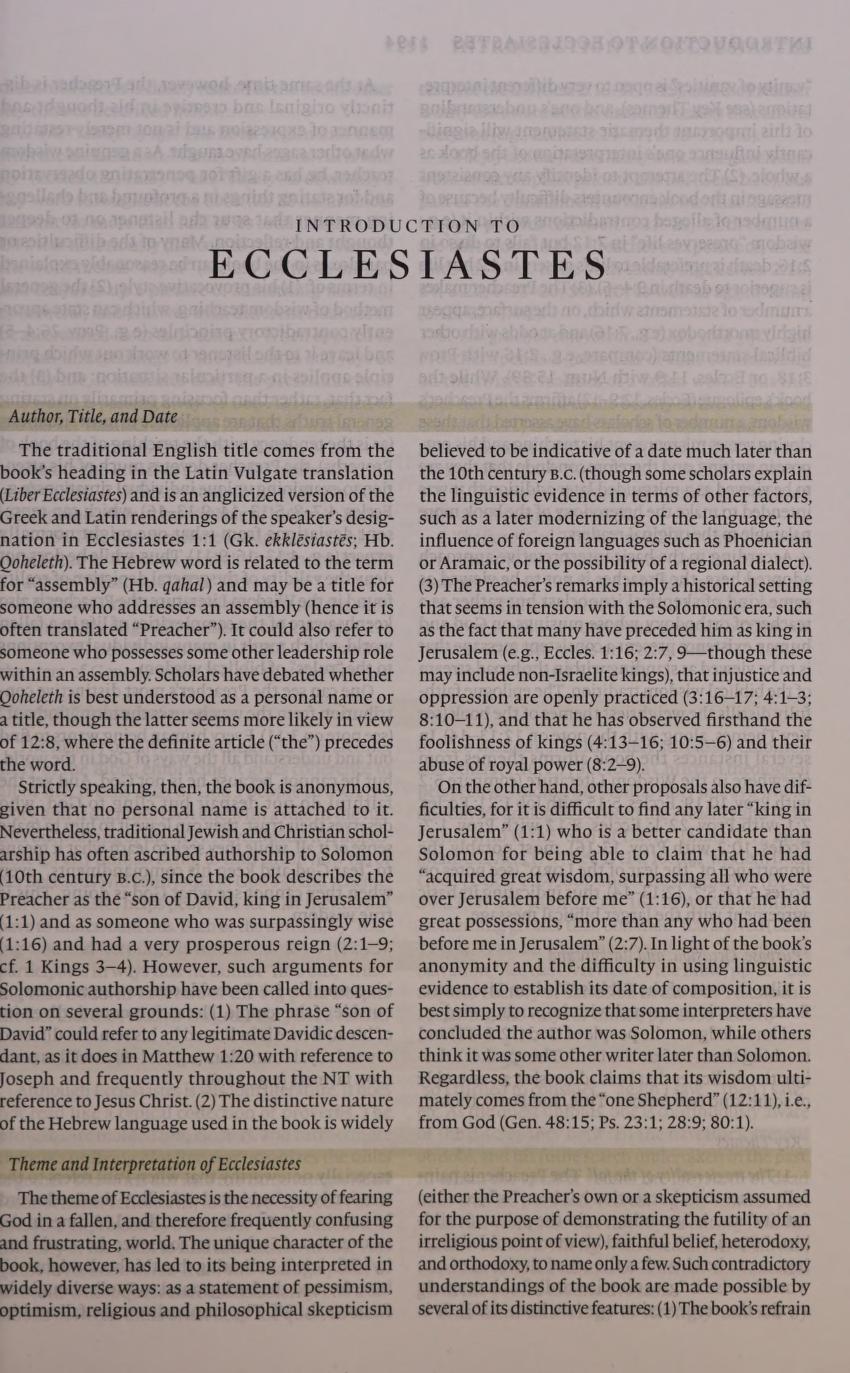 INTRODUCTION TO
ECCLESIASTES
Author, Title, and Date
The traditional English title comes from the
book's heading in the Latin Vulgate translation
(Liber Ecclesiastes) and is an anglicized version of the
Greek and Latin renderings of the speaker's desig-
nation in Ecclesiastes 1:1 (Gk. ekklēsiastēs; Hb.
Qoheleth). The Hebrew word is related to the term
for “assembly” (Hb. qahal) and may be a title for
someone who addresses an assembly (hence it is
often translated “Preacher”). It could also refer to
someone who possesses some other leadership role
within an assembly. Scholars have debated whether
Qoheleth is best understood as a personal name or
a title, though the latter seems more likely in view
of 12:8, where the definite article (“the”) precedes
the word.
Strictly speaking, then, the book is anonymous,
given that no personal name is attached to it.
Nevertheless, traditional Jewish and Christian schol-
arship has often ascribed authorship to Solomon
(10th century B.C.), since the book describes the
Preacher as the “son of David, king in Jerusalem”
(1:1) and as someone who was surpassingly wise
(1:16) and had a very prosperous reign (2:1–9;
cf. 1 Kings 3–4). However, such arguments for
Solomonic authorship have been called into ques-
tion on several grounds: (1) The phrase “son of
David” could refer to any legitimate Davidic descen-
dant, as it does in Matthew 1:20 with reference to
Joseph and frequently throughout the NT with
reference to Jesus Christ. (2) The distinctive nature
of the Hebrew language used in the book is widely
believed to be indicative of a date much later than
the 10th century B.C. (though some scholars explain
the linguistic evidence in terms of other factors,
such as a later modernizing of the language, the
influence of foreign languages such as Phoenician
or Aramaic, or the possibility of a regional dialect).
(3) The Preacher's remarks imply a historical setting
that seems in tension with the Solomonic era, such
as the fact that many have preceded him as king in
Jerusalem (e.g., Eccles. 1:16; 2:7, 9—though these
may include non-Israelite kings), that injustice and
oppression are openly practiced (3:16–17; 4:1–3;
8:10–11), and that he has observed firsthand the
foolishness of kings (4:13–16; 10:5–6) and their
abuse of royal power (8:2–9).
On the other hand, other proposals also have dif-
ficulties, for it is difficult to find any later “king in
Jerusalem” (1:1) who is a better candidate than
Solomon for being able to claim that he had
“acquired great wisdom, surpassing all who were
over Jerusalem before me” (1:16), or that he had
great possessions, “more than any who had been
before me in Jerusalem” (2:7). In light of the book's
anonymity and the difficulty in using linguistic
evidence to establish its date of composition, it is
best simply to recognize that some interpreters have
concluded the author was Solomon, while others
think it was some other writer later than Solomon.
Regardless, the book claims that its wisdom ulti-
mately comes from the “one Shepherd” (12:11), i.e.,
from God (Gen. 48:15; Ps. 23:1; 28:9; 80:1).
Theme and Interpretation of Ecclesiastes
The theme of Ecclesiastes is the necessity of fearing
God in a fallen, and therefore frequently confusing
and frustrating, world. The unique character of the
book, however, has led to its being interpreted in
widely diverse ways: as a statement of pessimism,
optimism, religious and philosophical skepticism
(either the Preacher's own or a skepticism assumed
for the purpose of demonstrating the futility of an
irreligious point of view), faithful belief, heterodoxy,
and orthodoxy, to name only a few. Such contradictory
understandings of the book are made possible by
several of its distinctive features: (1) The book's refrain